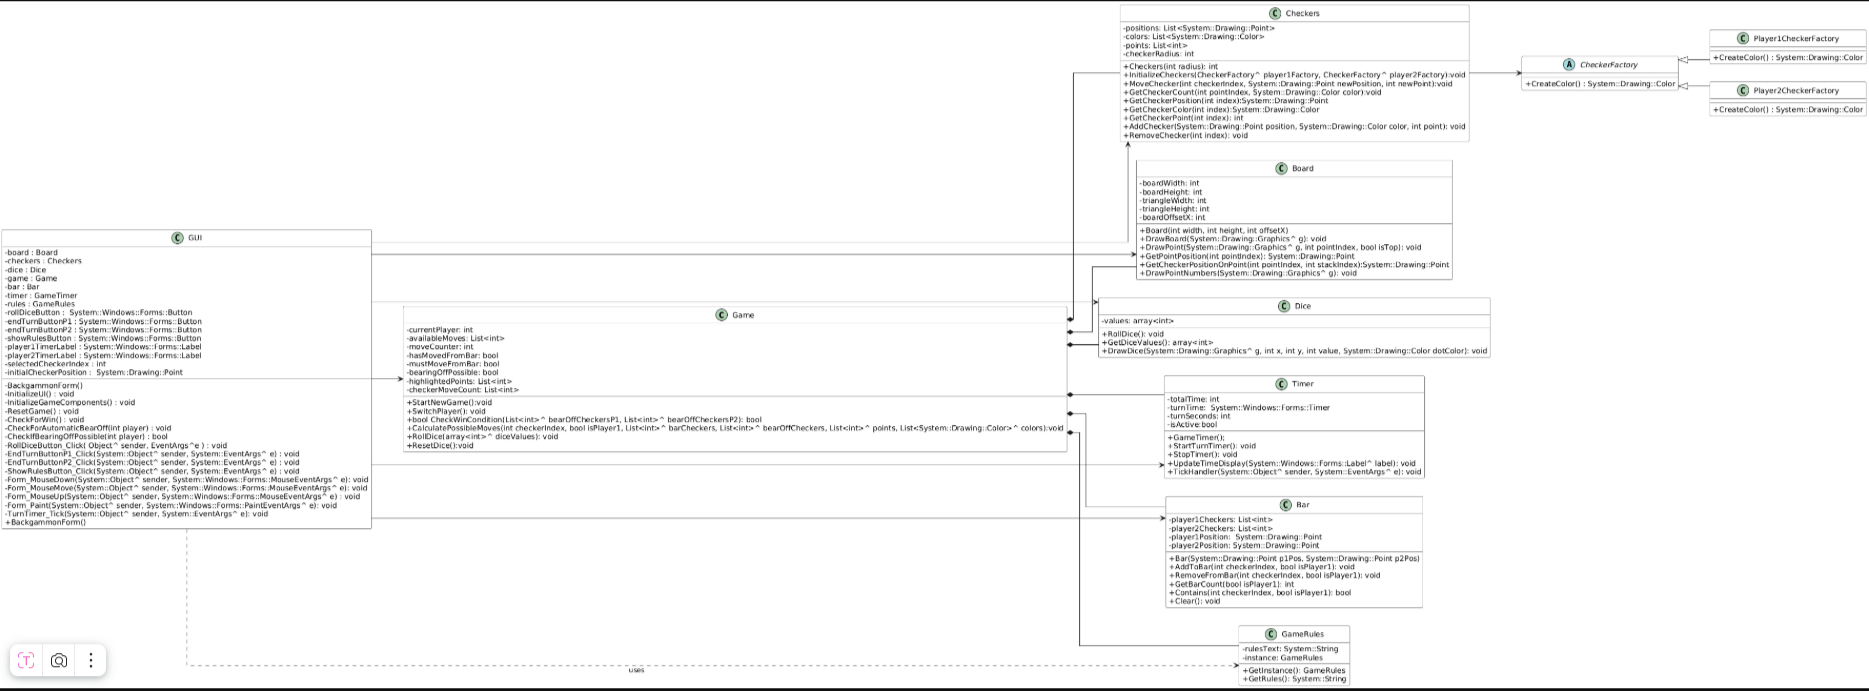 C Checkers
-positions: List<System::Drawing::Point>
-colors: List<System::Drawing::Color>
-points: List<int>
-checkerRadius: int
+Checkers(int radius): int
+InitializeCheckers(CheckerFactory^ player1Factory, CheckerFactory^ player2Factory):void
+MoveChecker(int checkerIndex, System::Drawing::Point newPosition, int newPoint):void
+GetCheckerCount(int pointIndex, System::Drawing::Color color):void
+GetCheckerPosition(int index):System::Drawing::Point
+GetCheckerColor(int index):System::Drawing::Color
+GetCheckerPoint(int index): int
+AddChecker(System::Drawing::Point position, System::Drawing::Color color, int point): void
+RemoveChecker(int index): void
A CheckerFactory
+CreateColor() : System::Drawing::Color
C Player1CheckerFactory
+CreateColor() : System::Drawing::Color
C Player2CheckerFactory
+CreateColor() : System::Drawing::Color
C Board
-boardWidth: int
-boardHeight: int
-triangleWidth: int
-triangleHeight: int
-boardOffsetX: int
+Board(int width, int height, int offsetX)
+DrawBoard(System::Drawing::Graphics^ g): void
+DrawPoint(System::Drawing::Graphics^ g, int pointIndex, bool isTop): void
+GetPointPosition(int pointIndex): System::Drawing::Point
+GetCheckerPositionOnPoint(int pointIndex, int stackIndex):System::Drawing::Point
+DrawPointNumbers(System::Drawing::Graphics^ g): void
C GUI
-board : Board
-checkers : Checkers
-dice : Dice
-game : Game
-bar : Bar
-timer : GameTimer
-rules : GameRules
-rollDiceButton : System::Windows::Forms::Button
-endTurnButtonP1 : System::Windows::Forms::Button
-endTurnButtonP2 : System::Windows::Forms::Button
-showRulesButton : System::Windows::Forms::Button
-player1TimerLabel : System::Windows::Forms::Label
-player2TimerLabel : System::Windows::Forms::Label
-selectedCheckerIndex : int
-initialCheckerPosition : System::Drawing::Point
-BackgammonForm()
-InitializeUI() : void
-InitializeGameComponents() : void
-ResetGame() : void
-CheckForWin() : void
-CheckForAutomaticBearOff(int player) : void
-CheckIfBearingOffPossible(int player) : bool
-RollDiceButton_Click( Object^ sender, EventArgs^e ) : void
-EndTurnButtonP1_Click(System::Object^ sender, System::EventArgs^ e) : void
-EndTurnButtonP2_Click(System::Object^ sender, System::EventArgs^ e) : void
-ShowRulesButton_Click(System::Object^ sender, System::EventArgs^ e) : void
-Form_MouseDown(System::Object^ sender, System::Windows::Forms::MouseEventArgs^ e): void
-Form_MouseMove(System::Object^ sender, System::Windows::Forms::MouseEventArgs^ e): void
-Form_MouseUp(System::Object^ sender, System::Windows::Forms::MouseEventArgs^ e) : void
-Form_Paint(System::Object^ sender, System::Windows::Forms::PaintEventArgs^ e): void
-TurnTimer_Tick(System::Object^ sender, System::EventArgs^ e): void
+BackgammonForm()
C Game
-currentPlayer: int
-availableMoves: List<int>
-moveCounter: int
-hasMovedFromBar: bool
-mustMoveFromBar: bool
-bearingOffPossible: bool
-highlightedPoints: List<int>
-checkerMoveCount: List<int>
+StartNewGame():void
+SwitchPlayer(): void
+bool CheckWinCondition(List<int>^ bearOffCheckersP1, List<int>^ bearOffCheckersP2): bool
+CalculatePossibleMoves(int checkerIndex, bool isPlayer1, List<int>^ barCheckers, List<int>^ bearOffCheckers, List<int>^ points, List<System::Drawing::Color>^ colors):void
+RollDice(array<int>^ diceValues): void
+ResetDice():void
C Dice
-values: array<int>
+RollDice(): void
+GetDiceValues(): array<int>
+DrawDice(System::Drawing::Graphics^ g, int x, int y, int value, System::Drawing::Color dotColor): void
C Timer
-totalTime: int
-turnTime: System::Windows::Forms::Timer
-turnSeconds: int
-isActive:bool
+GameTimer();
+StartTurnTimer(): void
+StopTimer(): void
+UpdateTimeDisplay(System::Windows::Forms::Label^ label): void
+TickHandler(System::Object^ sender, System::EventArgs^ e): void
C Bar
-player1Checkers: List<int>
-player2Checkers: List<int>
-player1Position: System::Drawing::Point
-player2Position: System::Drawing::Point
+Bar(System::Drawing::Point p1Pos, System::Drawing::Point p2Pos)
+AddToBar(int checkerIndex, bool isPlayer1): void
+RemoveFromBar(int checkerIndex, bool isPlayer1): void
+GetBarCount(bool isPlayer1): int
+Contains(int checkerIndex, bool isPlayer1): bool
+Clear(): void
C GameRules
-rulesText: System::String
-instance: GameRules
+GetInstance(): GameRules
+GetRules(): System::String
uses
T